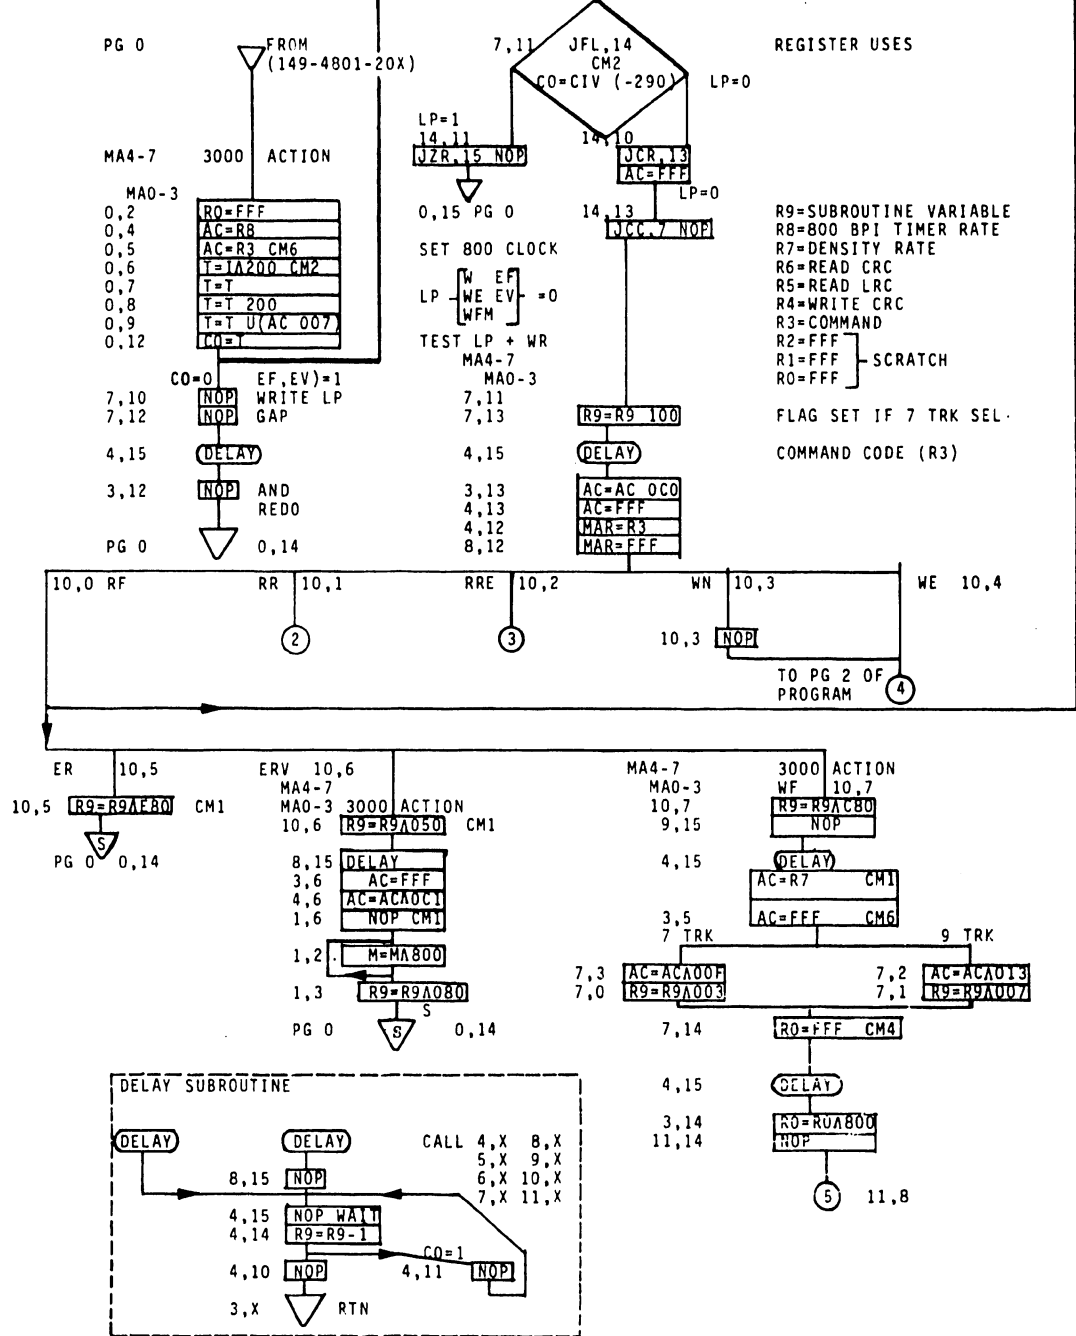 PG 0
FROM
(149-4801-20X)
7,11
JFL,14
CM2
CO=CIV (-290)
LP=0
REGISTER USES
LP=1
14,11
JZR,15 NOP
14,10
JCR,13
AC=FFF
LP=0
0,15 PG 0
14,13
JCC,7 NOP
MA4-7 3000 ACTION
MA0-3
0,2 R0=FFF
0,4 AC=R8
0,5 AC=R3 CM6
0,6 T=IΛ200 CM2
0,7 T=T
0,8 T=T 200
0,9 T=T U(AC 007)
0,12 CO=T
SET 800 CLOCK
W EF
LP WE EV =0
WFM
TEST LP + WR
MA4-7
MA0-3
R9=SUBROUTINE VARIABLE
R8=800 BPI TIMER RATE
R7=DENSITY RATE
R6=READ CRC
R5=READ LRC
R4=WRITE CRC
R3=COMMAND
R2=FFF
R1=FFF SCRATCH
R0=FFF
CO=0 EF,EV)=1
7,10 NOP WRITE LP
7,12 NOP GAP
4,15 DELAY
3,12 NOP AND
REDO
PG 0 0,14
7,11
7,13 R9=R9 100
4,15 DELAY
3,13 AC=AC 0C0
4,13 AC=FFF
4,12 MAR=R3
8,12 MAR=FFF
FLAG SET IF 7 TRK SEL.
COMMAND CODE (R3)
10,0 RF
RR 10,1
RRE 10,2
WN 10,3
WE 10,4
2
3
10,3 NOP
TO PG 2 OF
PROGRAM
4
ER 10,5
10,5 R9=R9ΛE80 CM1
S
PG 0 0,14
ERV 10,6
MA4-7
MA0-3 3000 ACTION
10,6 R9=R9Λ050 CM1
8,15 DELAY
3,6 AC=FFF
4,6 AC=ACΛ0C1
1,6 NOP CM1
1,2 M=MΛ800
1,3 R9=R9Λ080
S
PG 0 S 0,14
MA4-7 3000 ACTION
MA0-3 WF 10,7
10,7 R9=R9ΛC80
9,15 NOP
4,15 DELAY
AC=R7 CM1
3,5 AC=FFF CM6
7 TRK 9 TRK
7,3 AC=ACΛ00F
7,0 R9=R9Λ003
7,2 AC=ACΛ013
7,1 R9=R9Λ007
7,14 R0=FFF CM4
4,15 DELAY
3,14 R0=R0Λ800
11,14 NOP
5 11,8
DELAY SUBROUTINE
DELAY DELAY
CALL 4,X 8,X
5,X 9,X
6,X 10,X
7,X 11,X
8,15 NOP
4,15 NOP WAIT
4,14 R9=R9-1
CO=1
4,10 NOP
4,11 NOP
3,X RTN